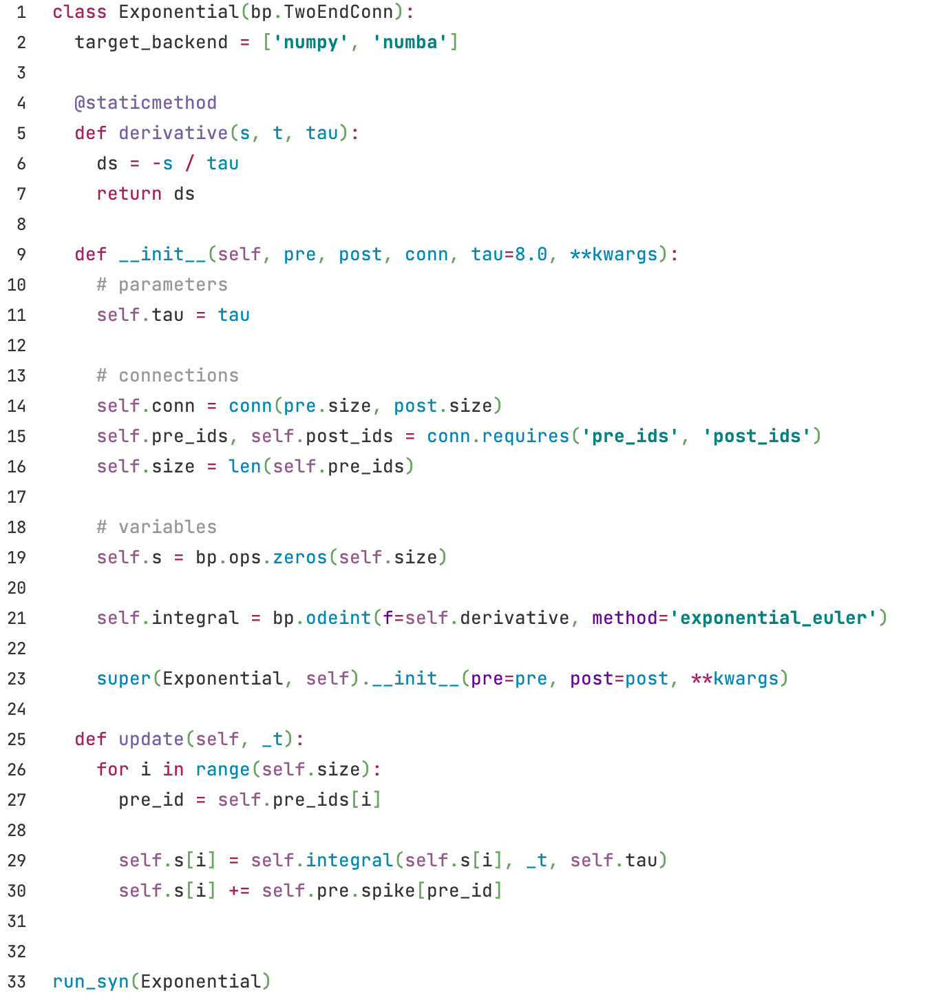 1 class Exponential(bp.TwoEndConn):
2   target_backend = ['numpy', 'numba']
3
4   @staticmethod
5   def derivative(s, t, tau):
6     ds = -s / tau
7     return ds
8
9   def __init__(self, pre, post, conn, tau=8.0, **kwargs):
10     # parameters
11     self.tau = tau
12
13     # connections
14     self.conn = conn(pre.size, post.size)
15     self.pre_ids, self.post_ids = conn.requires('pre_ids', 'post_ids')
16     self.size = len(self.pre_ids)
17
18     # variables
19     self.s = bp.ops.zeros(self.size)
20
21     self.integral = bp.odeint(f=self.derivative, method='exponential_euler')
22
23     super(Exponential, self).__init__(pre=pre, post=post, **kwargs)
24
25   def update(self, _t):
26     for i in range(self.size):
27       pre_id = self.pre_ids[i]
28
29       self.s[i] = self.integral(self.s[i], _t, self.tau)
30       self.s[i] += self.pre.spike[pre_id]
31
32
33 run_syn(Exponential)